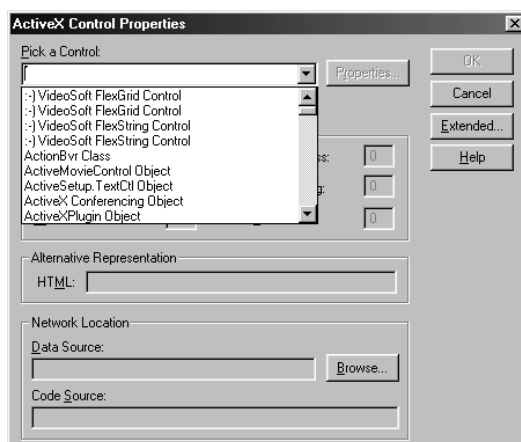 ActiveX Control Properties
Pick a Control:
Properties...
OK
Cancel
Extended...
Help
:-) VideoSoft FlexGrid Control
:-) VideoSoft FlexGrid Control
:-) VideoSoft FlexString Control
:-) VideoSoft FlexString Control
ActionBvr Class
ActiveMovieControl Object
ActiveSetup.TextCtl Object
ActiveX Conferencing Object
ActiveXPlugin Object
ss: 0
g: 0
0
Alternative Representation
HTML:
Network Location
Data Source:
Browse...
Code Source: